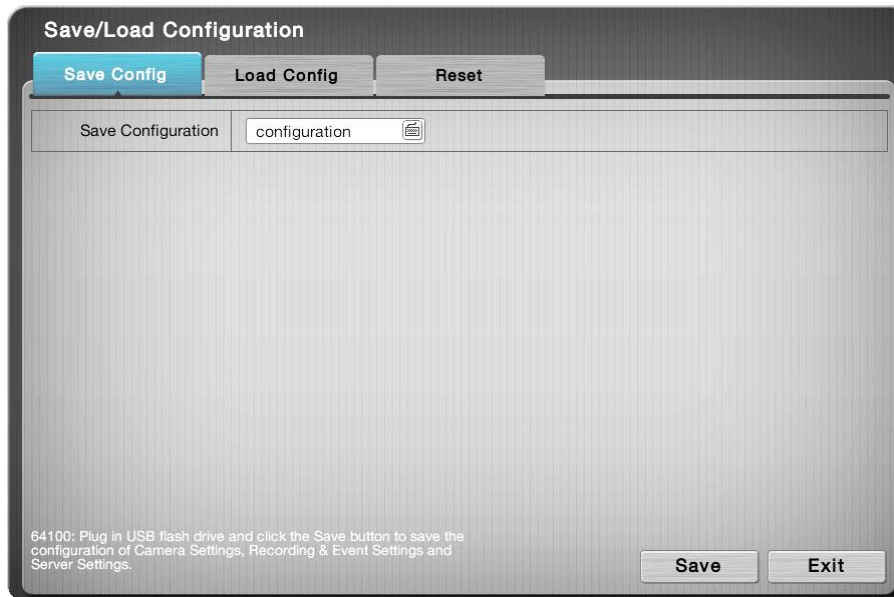 Save/Load Configuration
Save Config
Load Config
Reset
Save Configuration
configuration
64100: Plug in USB flash drive and click the Save button to save the
configuration of Camera Settings, Recording & Event Settings and
Server Settings.
Save
Exit